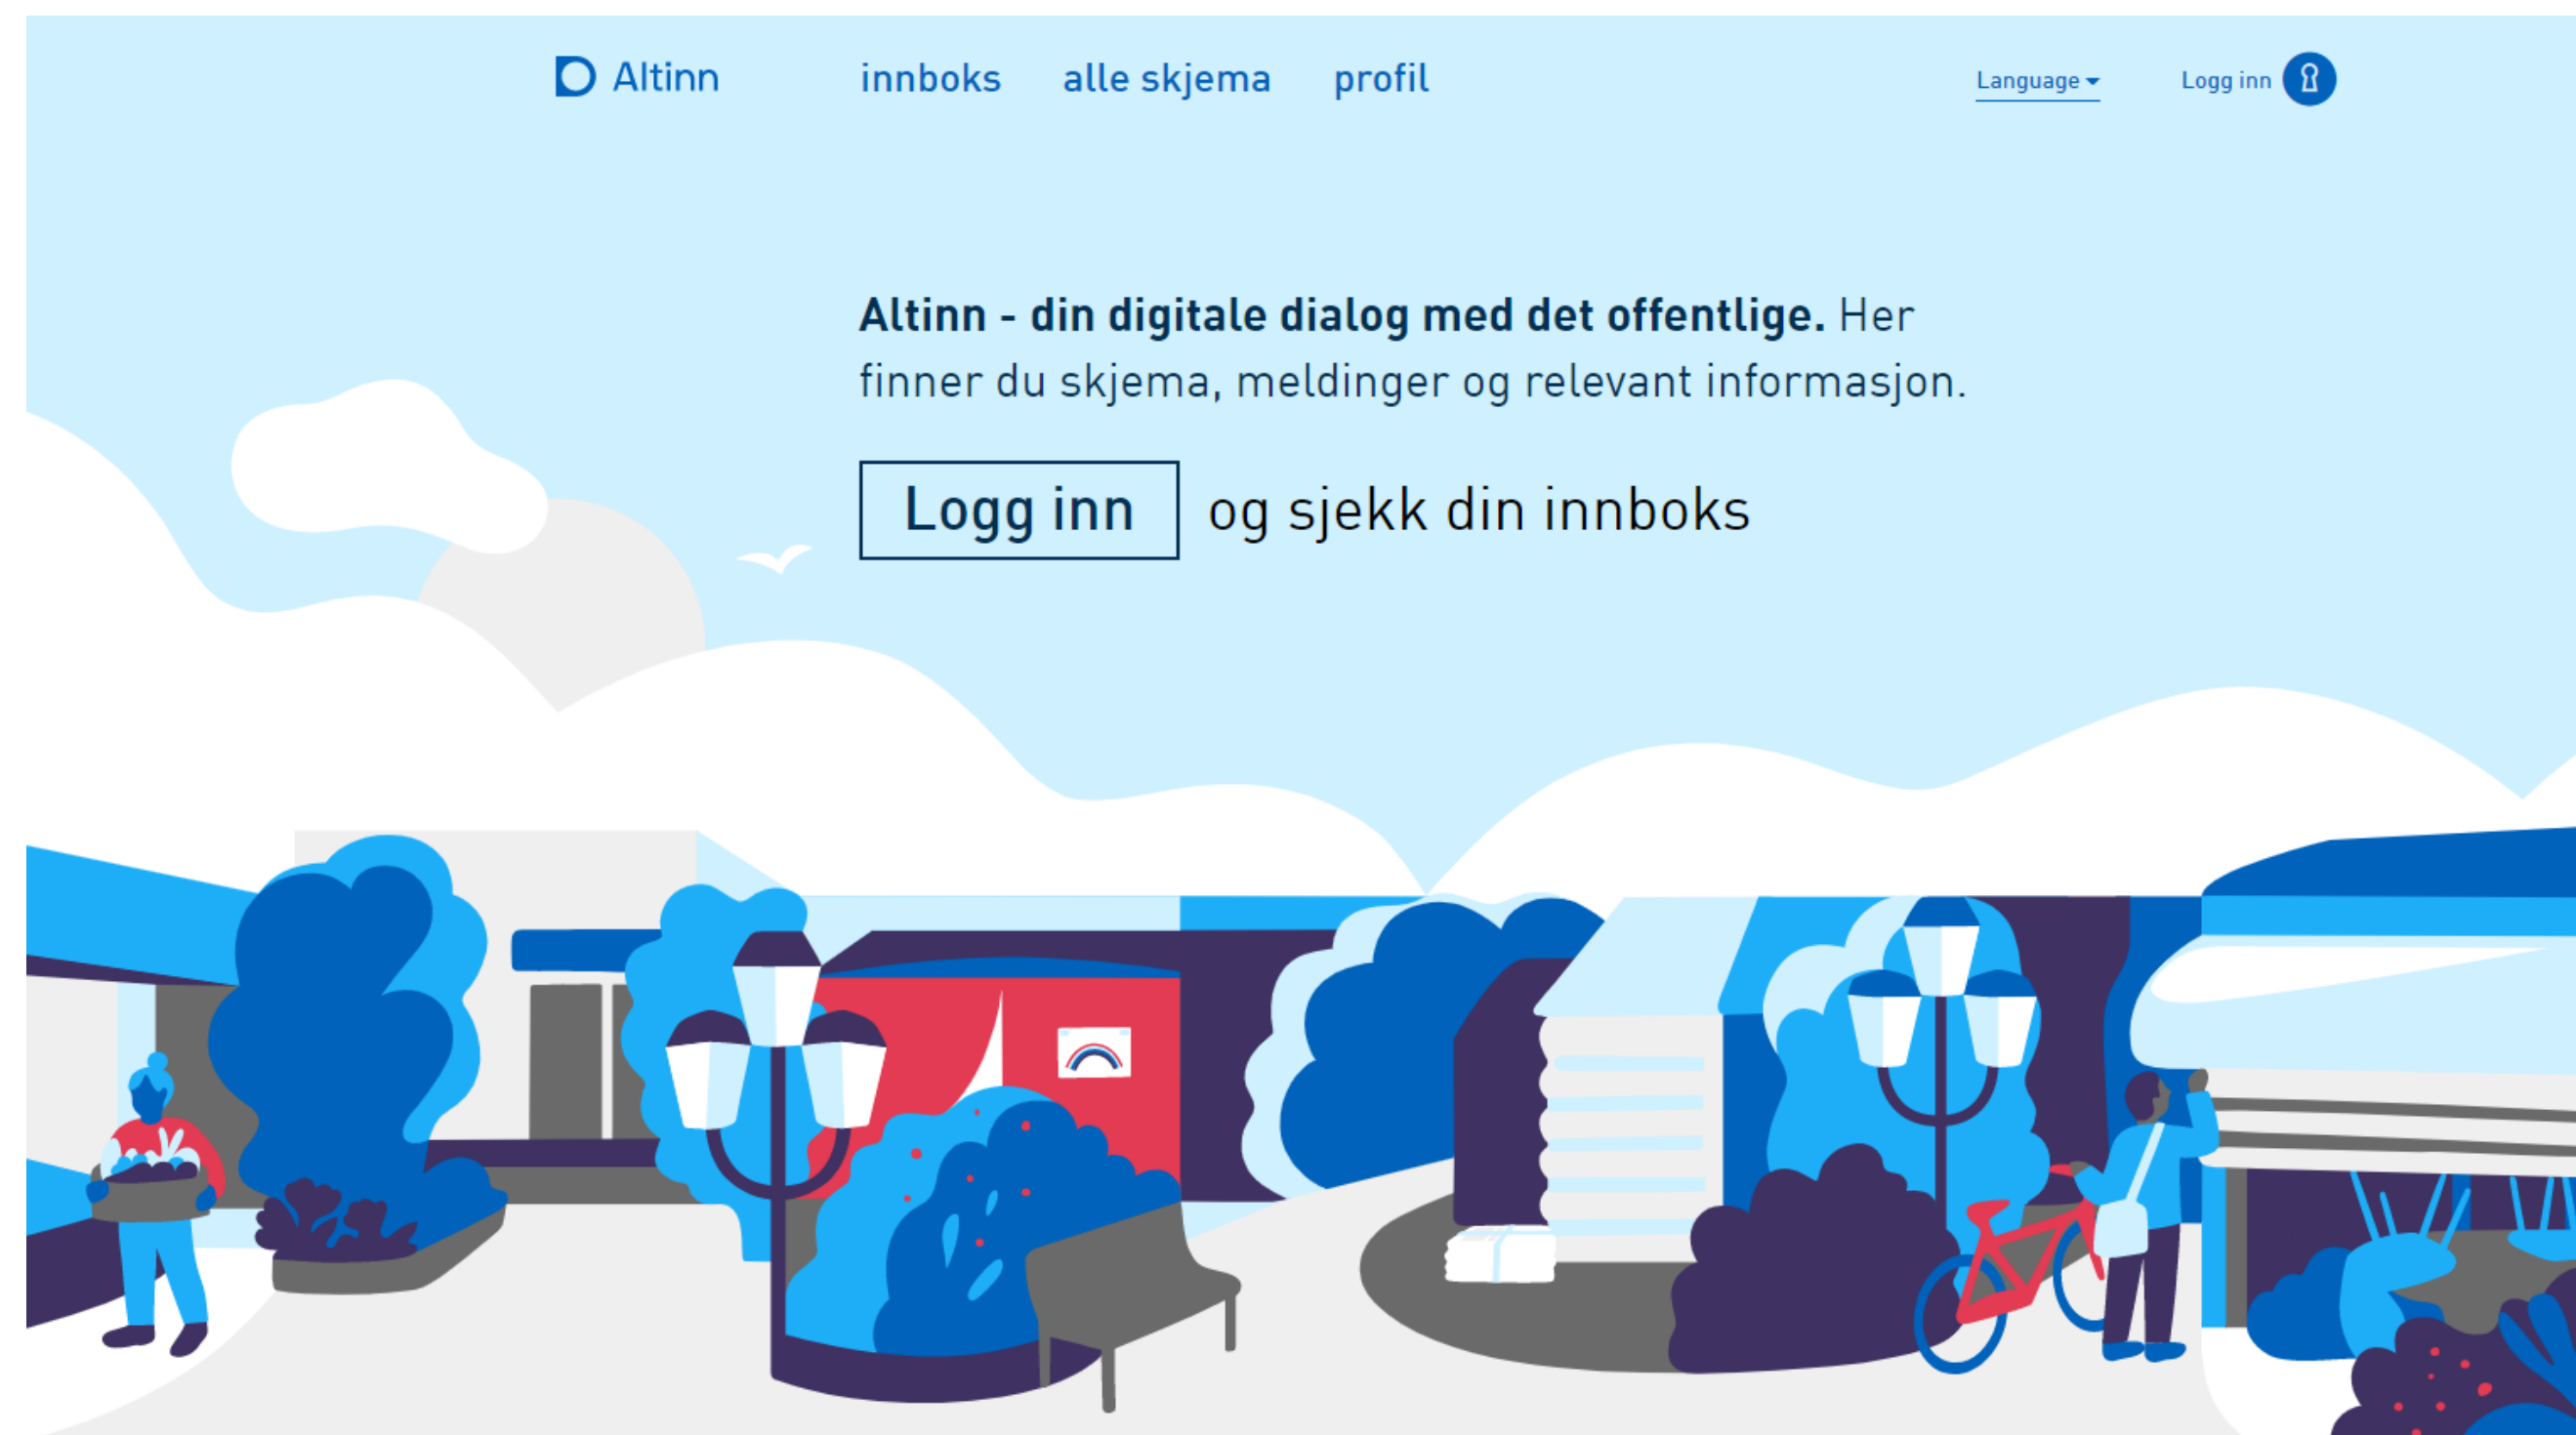 Altinn innboks alle skjema profil Language Logg inn
Altinn - din digitale dialog med det offentlige. Her
finner du skjema, meldinger og relevant informasjon.
Logg inn og sjekk din innboks